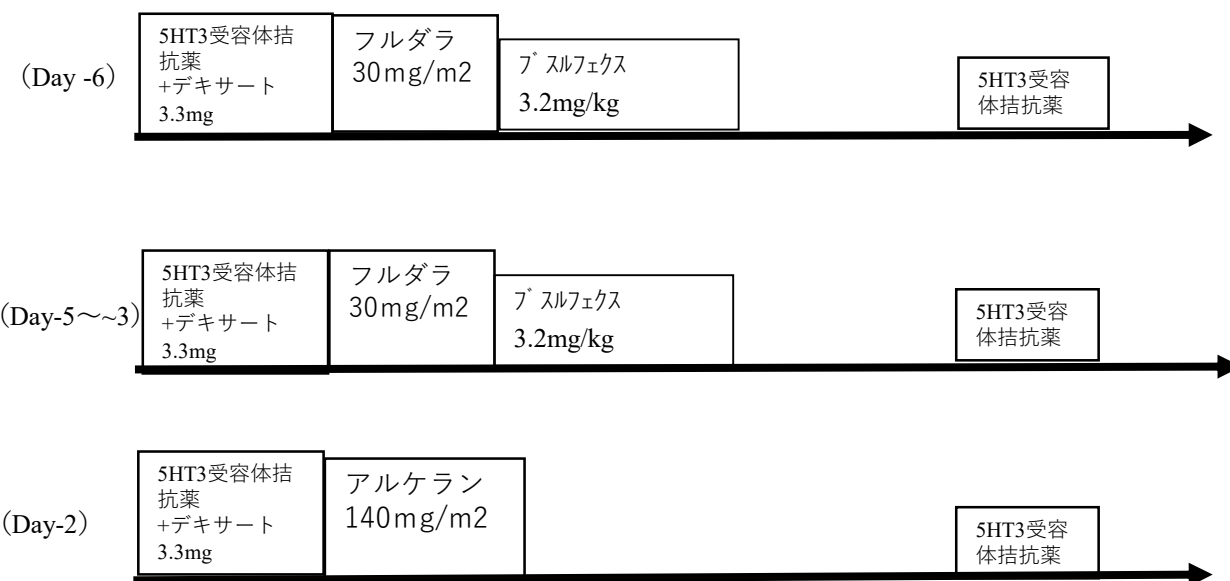 5HT3受容体拮
抗薬
+デキサート
3.3mg
フルダラ
30mg/m2
ブスルフェクス
3.2mg/kg
(Day -6)
5HT3受容
体拮抗薬
5HT3受容体拮
抗薬
+デキサート
3.3mg
フルダラ
30mg/m2
ブスルフェクス
3.2mg/kg
(Day-5～~3)
5HT3受容
体拮抗薬
5HT3受容体拮
抗薬
+デキサート
3.3mg
アルケラン
140mg/m2
(Day-2)
5HT3受容
体拮抗薬